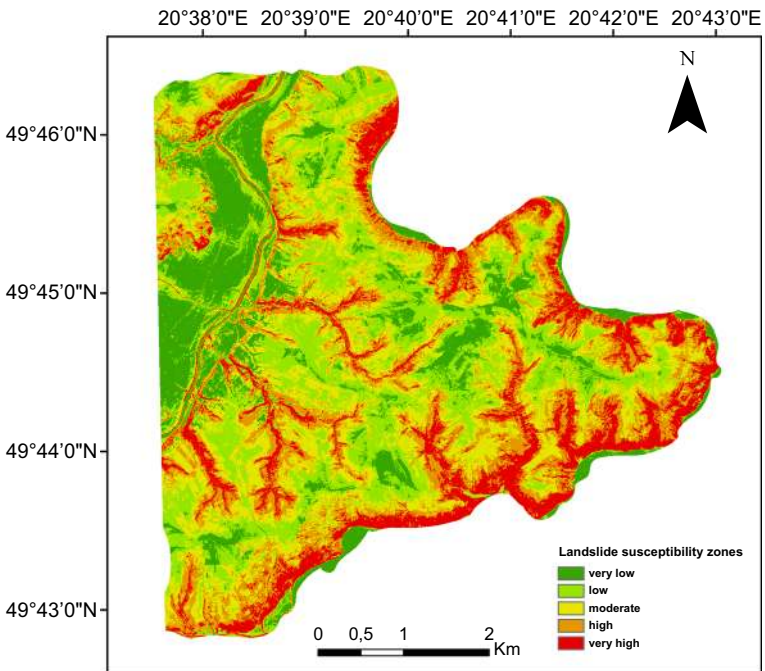 20°38'0"E 20°39'0"E 20°40'0"E 20°41'0"E 20°42'0"E 20°43'0"E
N
49°46'0"N
49°45'0"N
49°44'0"N
49°43'0"N
Landslide susceptibility zones
very low
low
moderate
high
very high
0 0,5 1 2
Km